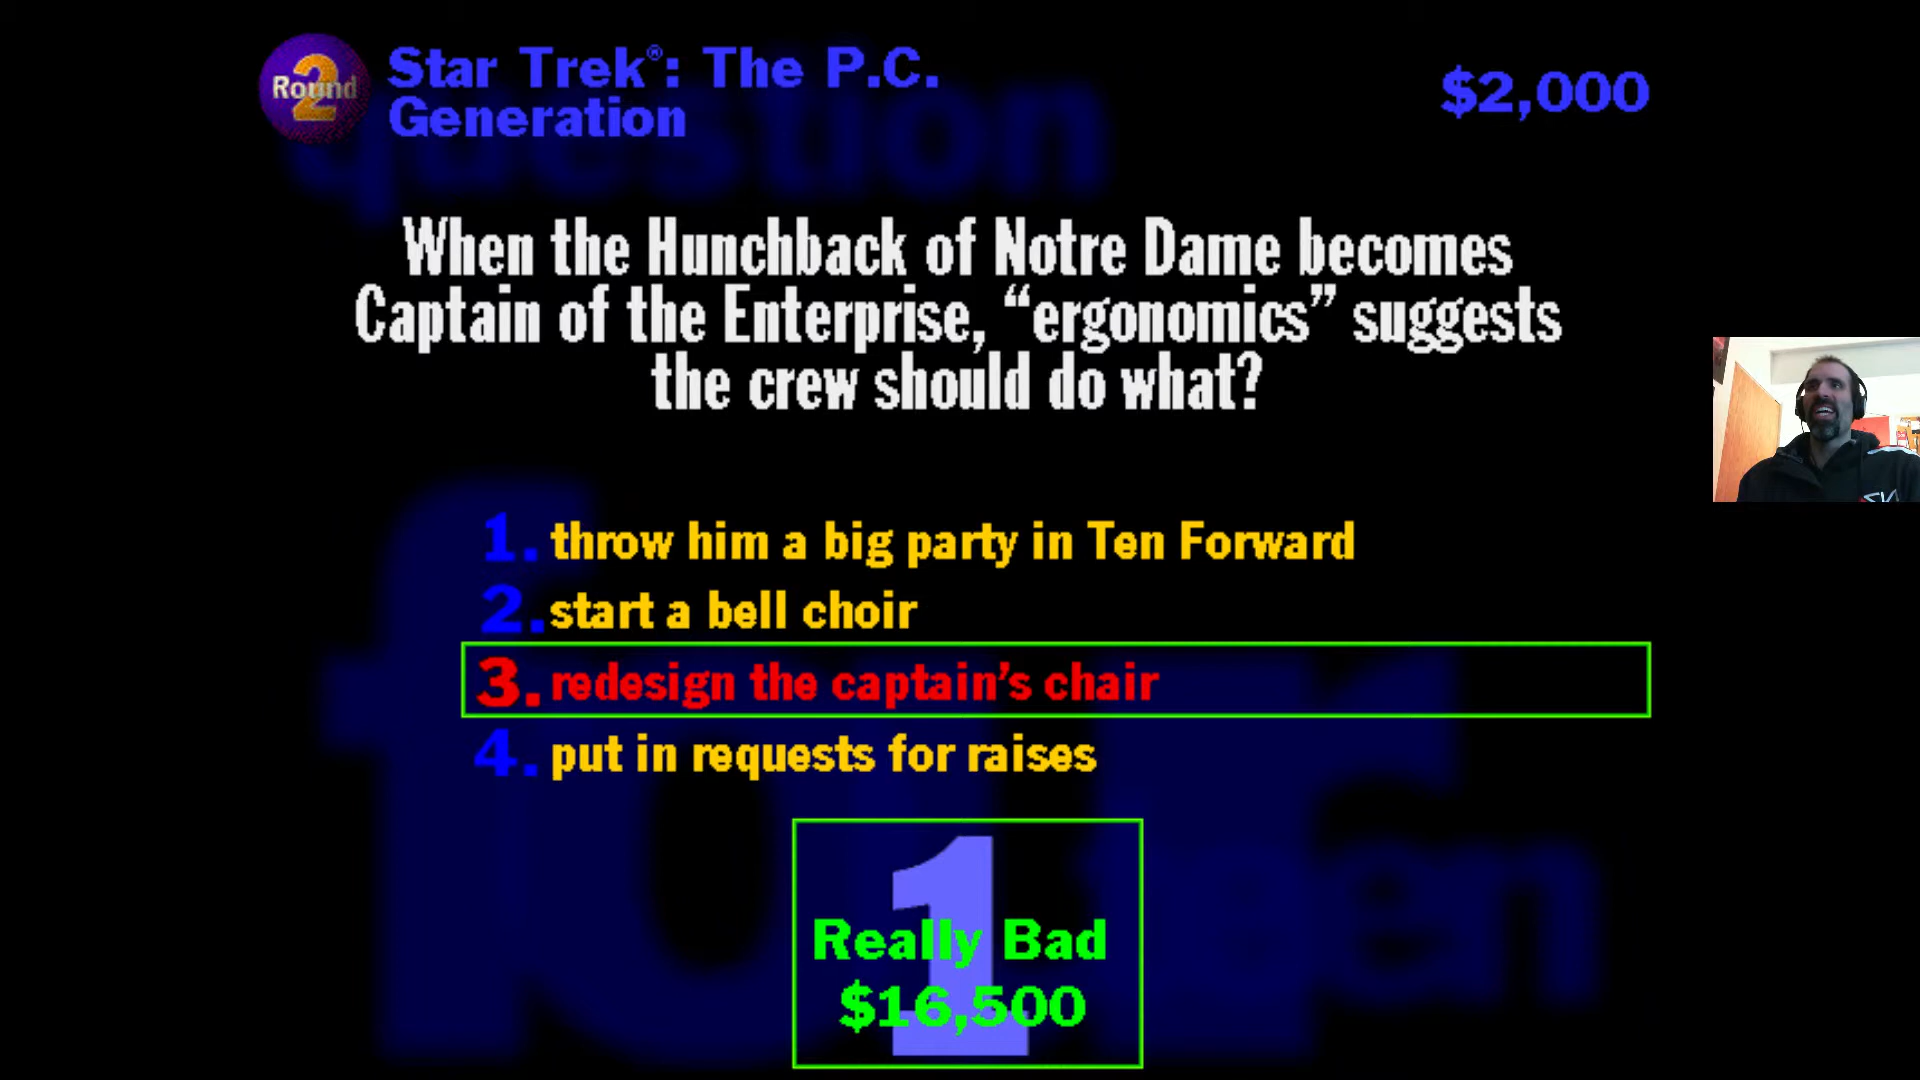 Round 2
Star Trek®: The P.C.
Generation
$2,000
question
When the Hunchback of Notre Dame becomes
Captain of the Enterprise, “ergonomics” suggests
the crew should do what?
1. throw him a big party in Ten Forward
2. start a bell choir
3. redesign the captain's chair
4. put in requests for raises
1
Really Bad
$16,500